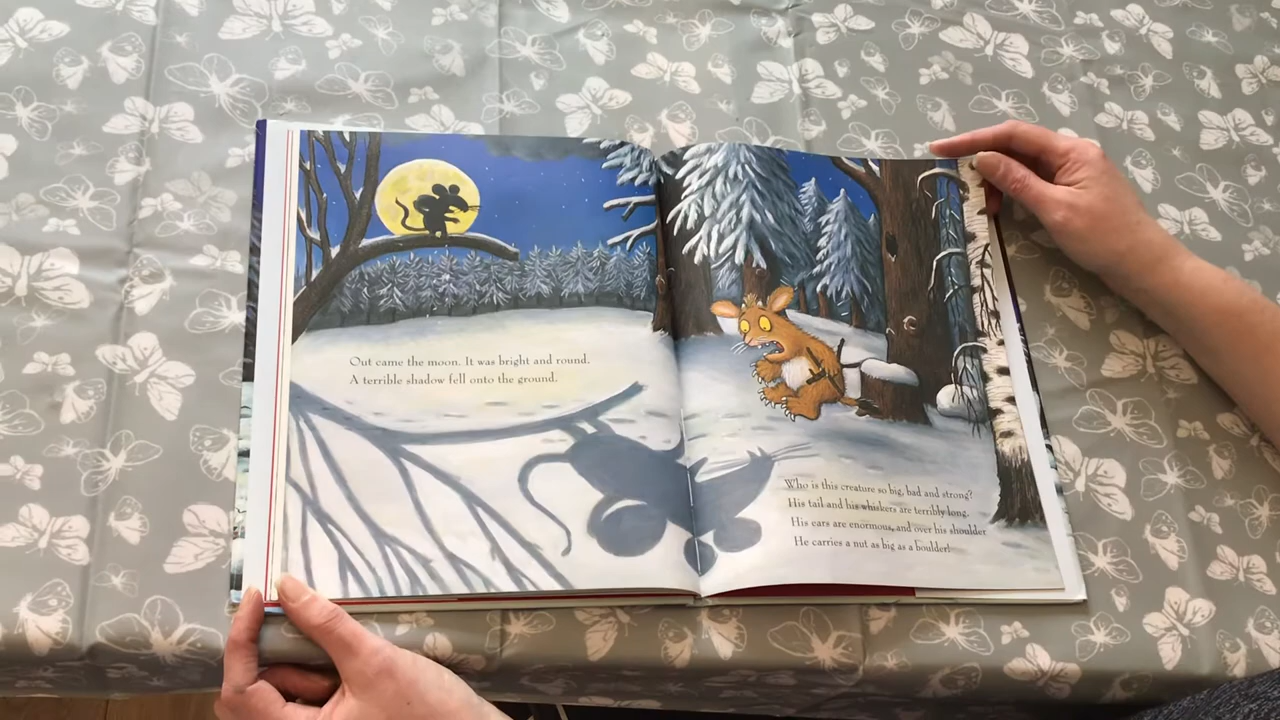 Out came the moon. It was bright and round.
A terrible shadow fell onto the ground.
Who is this creature so big, bad and strong?
His tail and his whiskers are terribly long.
His ears are enormous, and over his shoulder
He carries a nut as big as a boulder!